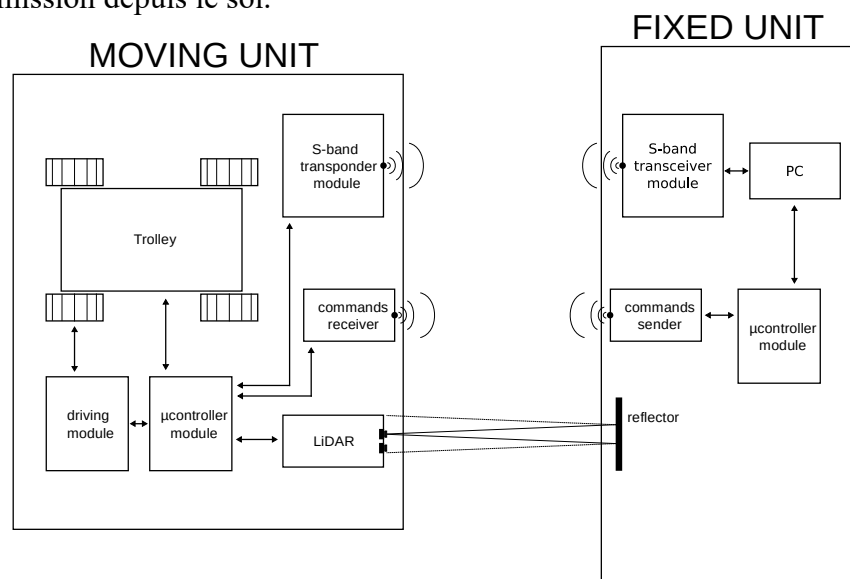 mission depuis le sol.
FIXED UNIT
MOVING UNIT
S-band
transponder
module
S-band
transceiver
module
PC
Trolley
commands
receiver
commands
sender
µcontroller
module
driving
module
µcontroller
module
LiDAR
reflector